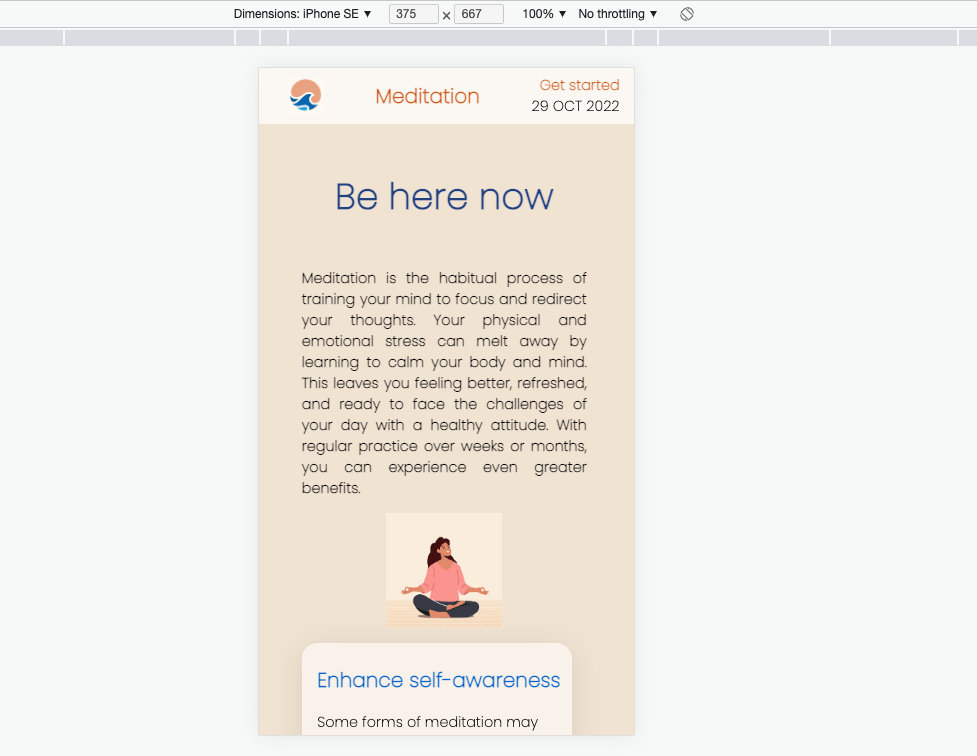 Dimensions: iPhone SE ▼ 375 × 667 100% ▼ No throttling ▼
Meditation
Get started
29 OCT 2022
Be here now
Meditation is the habitual process of
training your mind to focus and redirect
your thoughts. Your physical and
emotional stress can melt away by
learning to calm your body and mind.
This leaves you feeling better, refreshed,
and ready to face the challenges of
your day with a healthy attitude. With
regular practice over weeks or months,
you can experience even greater
benefits.
Enhance self-awareness
Some forms of meditation may